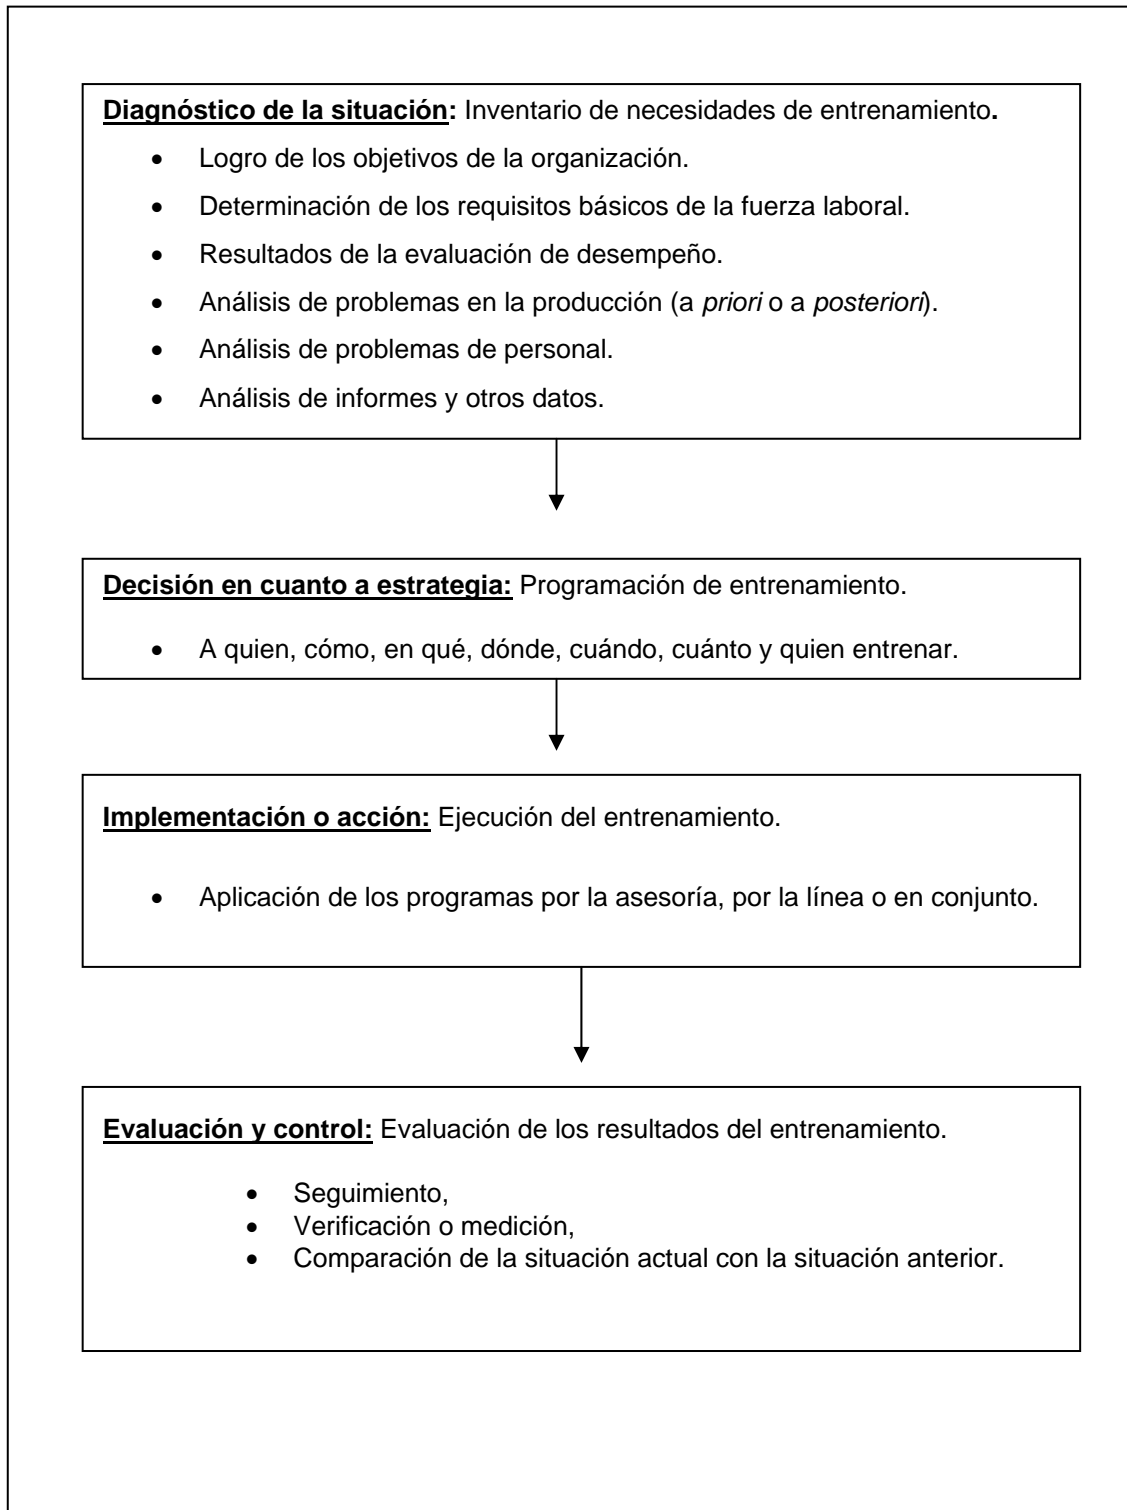 Diagnóstico de la situación: Inventario de necesidades de entrenamiento.
• Logro de los objetivos de la organización.
• Determinación de los requisitos básicos de la fuerza laboral.
• Resultados de la evaluación de desempeño.
• Análisis de problemas en la producción (a priori o a posteriori).
• Análisis de problemas de personal.
• Análisis de informes y otros datos.
Decisión en cuanto a estrategia: Programación de entrenamiento.
• A quien, cómo, en qué, dónde, cuándo, cuánto y quien entrenar.
Implementación o acción: Ejecución del entrenamiento.
• Aplicación de los programas por la asesoría, por la línea o en conjunto.
Evaluación y control: Evaluación de los resultados del entrenamiento.
• Seguimiento,
• Verificación o medición,
• Comparación de la situación actual con la situación anterior.